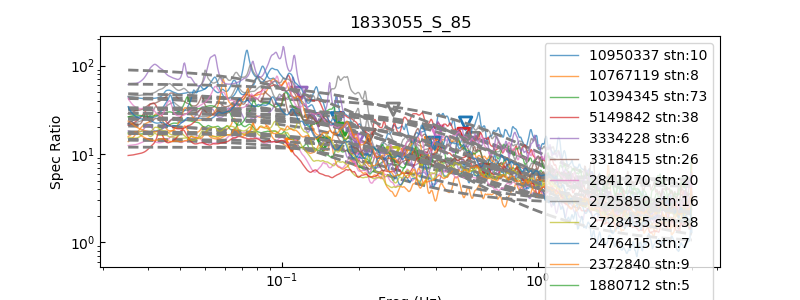 1833055_S_85
Spec Ratio
10²
10¹
10⁰
10⁻¹
10⁰
10950337 stn:10
10767119 stn:8
10394345 stn:73
5149842 stn:38
3334228 stn:6
3318415 stn:26
2841270 stn:20
2725850 stn:16
2728435 stn:38
2476415 stn:7
2372840 stn:9
1880712 stn:5
Freq (Hz)